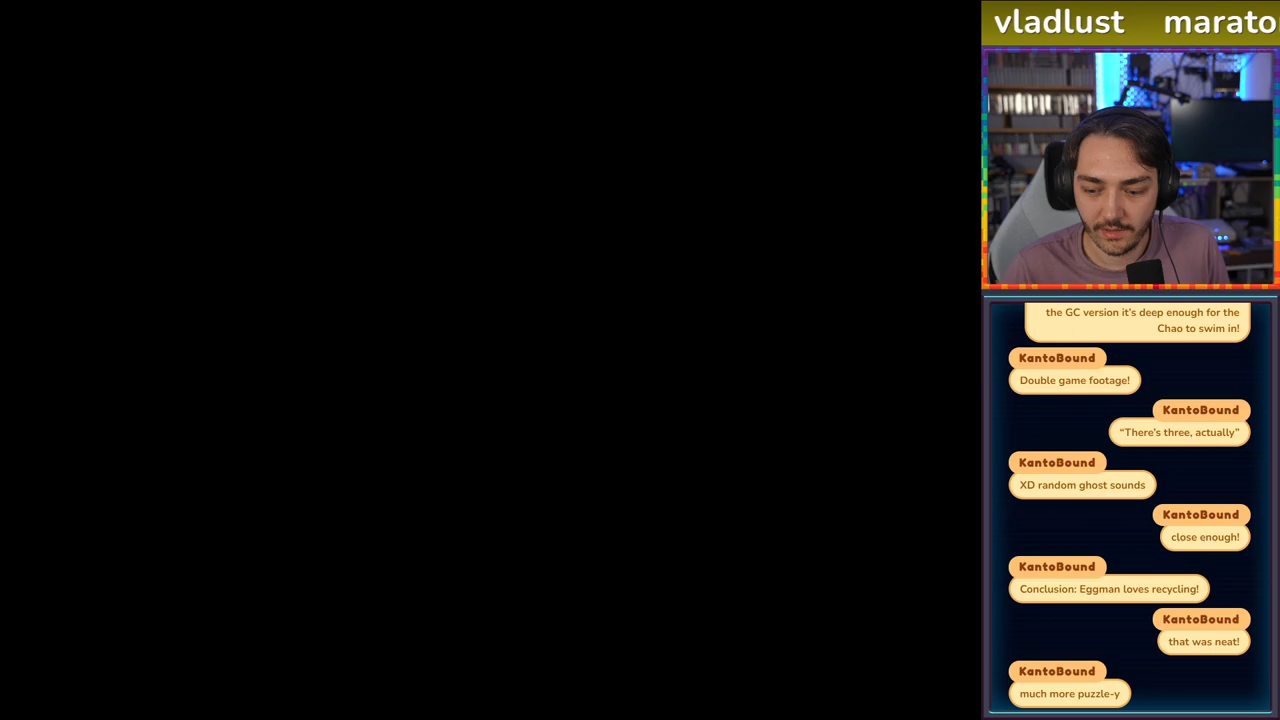 vladlust marato
the GC version it's deep enough for the
Chao to swim in!
KantoBound
Double game footage!
KantoBound
“There's three, actually”
KantoBound
XD random ghost sounds
KantoBound
close enough!
KantoBound
Conclusion: Eggman loves recycling!
KantoBound
that was neat!
KantoBound
much more puzzle-y